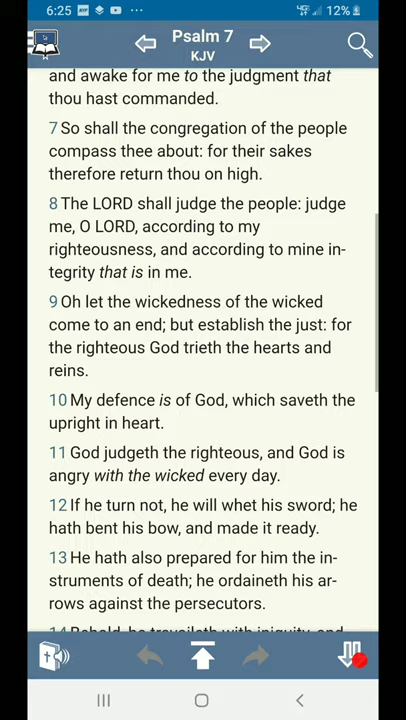 6:25
12%
Psalm 7
KJV
and awake for me to the judgment that
thou hast commanded.
7 So shall the congregation of the people
compass thee about: for their sakes
therefore return thou on high.
8 The LORD shall judge the people: judge
me, O LORD, according to my
righteousness, and according to mine in-
tegrity that is in me.
9 Oh let the wickedness of the wicked
come to an end; but establish the just: for
the righteous God trieth the hearts and
reins.
10 My defence is of God, which saveth the
upright in heart.
11 God judgeth the righteous, and God is
angry with the wicked every day.
12 If he turn not, he will whet his sword; he
hath bent his bow, and made it ready.
13 He hath also prepared for him the in-
struments of death; he ordaineth his ar-
rows against the persecutors.
14 Behold, he travaileth with iniquity, and